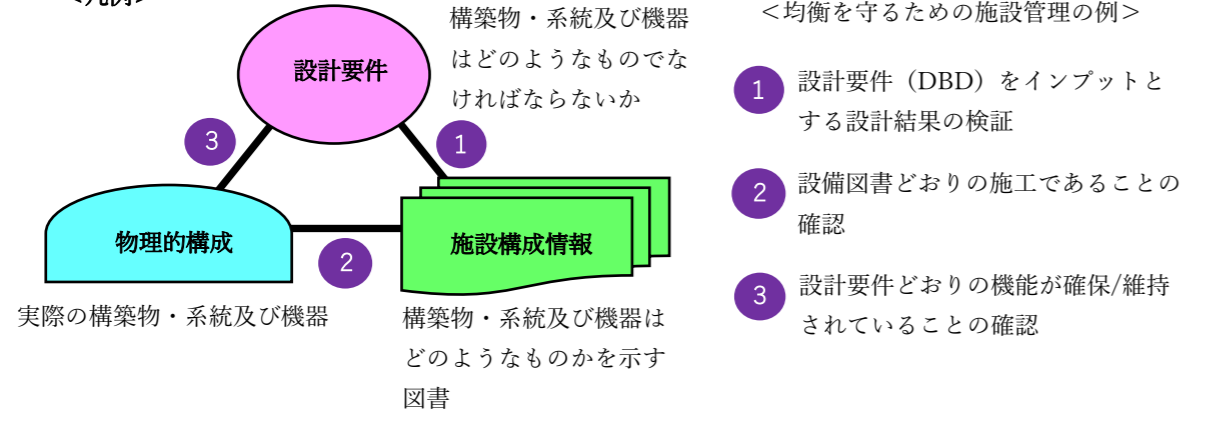 <凡例>
設計要件
構築物・系統及び機器
はどのようなものでな
ければならないか
3
1
物理的構成
2
施設構成情報
実際の構築物・系統及び機器
構築物・系統及び機器は
どのようなものかを示す
図書
<均衡を守るための施設管理の例>
1
設計要件（DBD）をインプットと
する設計結果の検証
2
設備図書どおりの施工であることの
確認
3
設計要件どおりの機能が確保/維持
されていることの確認